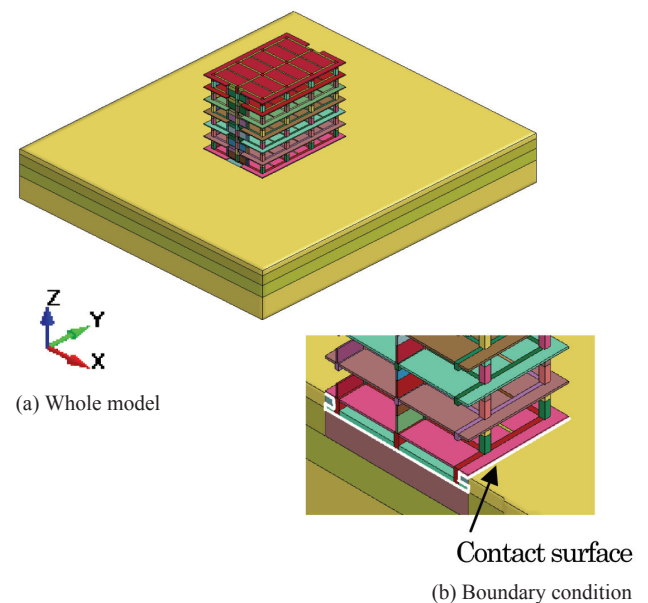 Z
Y
X
(a) Whole model
Contact surface
(b) Boundary condition